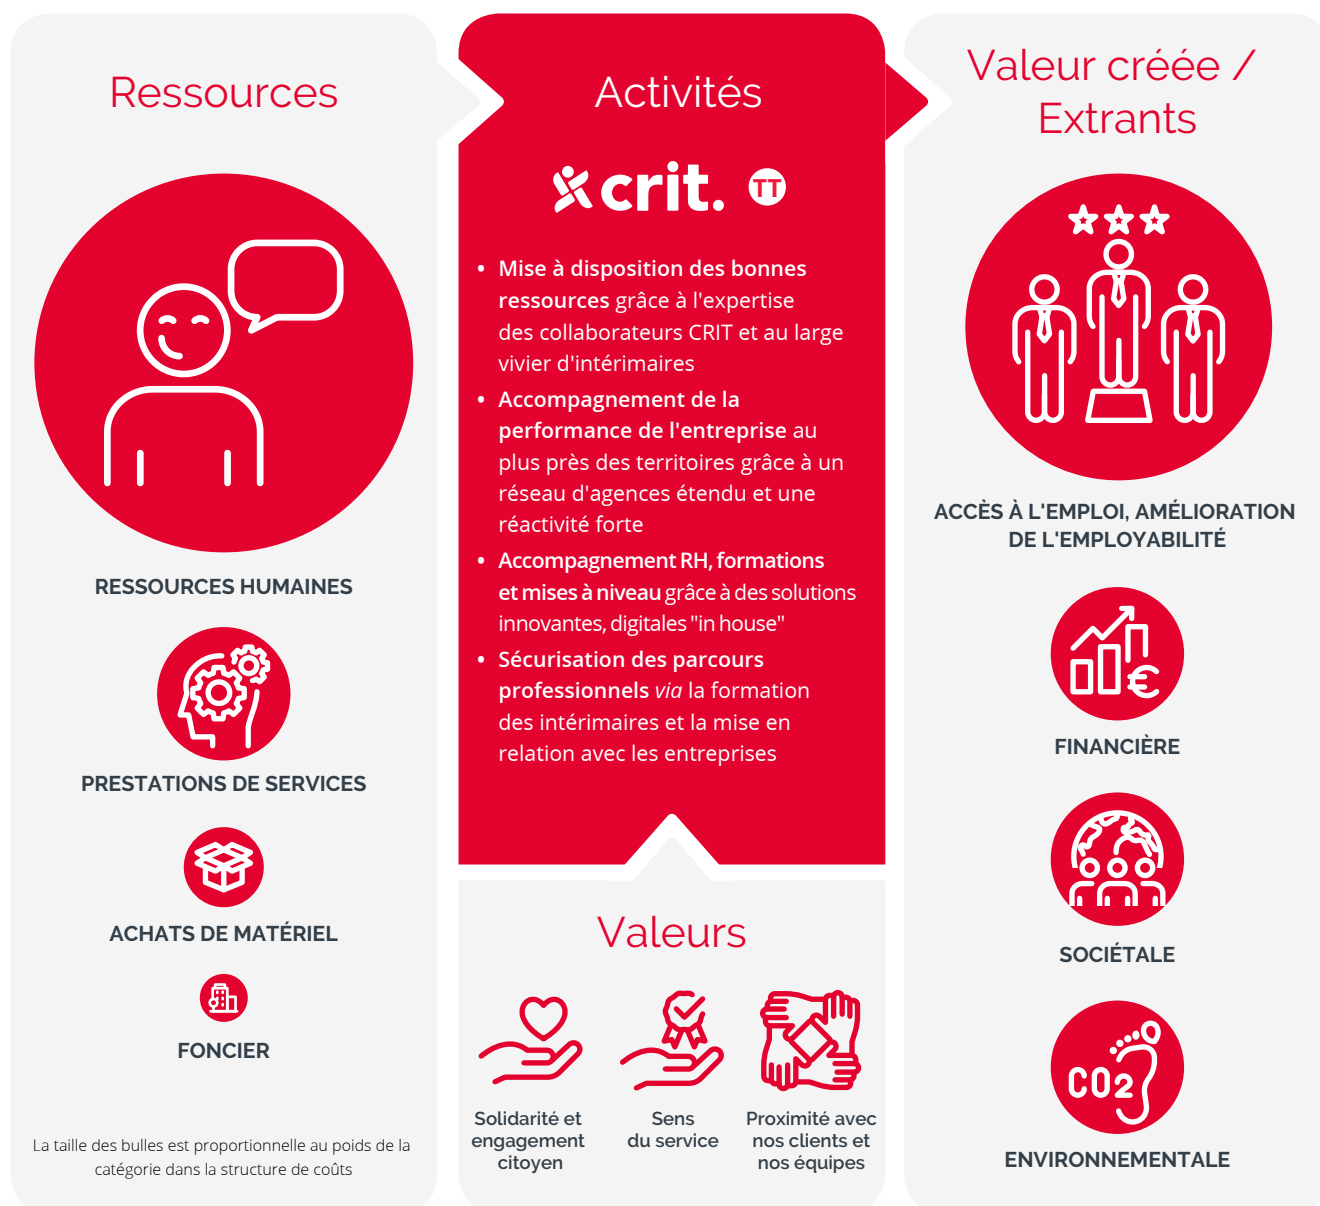 Ressources
RESSOURCES HUMAINES
PRESTATIONS DE SERVICES
ACHATS DE MATÉRIEL
FONCIER
La taille des bulles est proportionnelle au poids de la
catégorie dans la structure de coûts
Activités
crit. TT
• Mise à disposition des bonnes
ressources grâce à l'expertise
des collaborateurs CRIT et au large
vivier d'intérimaires
• Accompagnement de la
performance de l'entreprise au
plus près des territoires grâce à un
réseau d'agences étendu et une
réactivité forte
• Accompagnement RH, formations
et mises à niveau grâce à des solutions
innovantes, digitales "in house"
• Sécurisation des parcours
professionnels via la formation
des intérimaires et la mise en
relation avec les entreprises
Valeurs
Solidarité et
engagement
citoyen
Sens
du service
Proximité avec
nos clients et
nos équipes
Valeur créée /
Extrants
ACCÈS À L'EMPLOI, AMÉLIORATION
DE L'EMPLOYABILITÉ
€
FINANCIÈRE
SOCIÉTALE
CO2
ENVIRONNEMENTALE